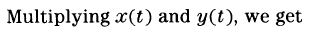 Multiplying x(t) and y(t), we get